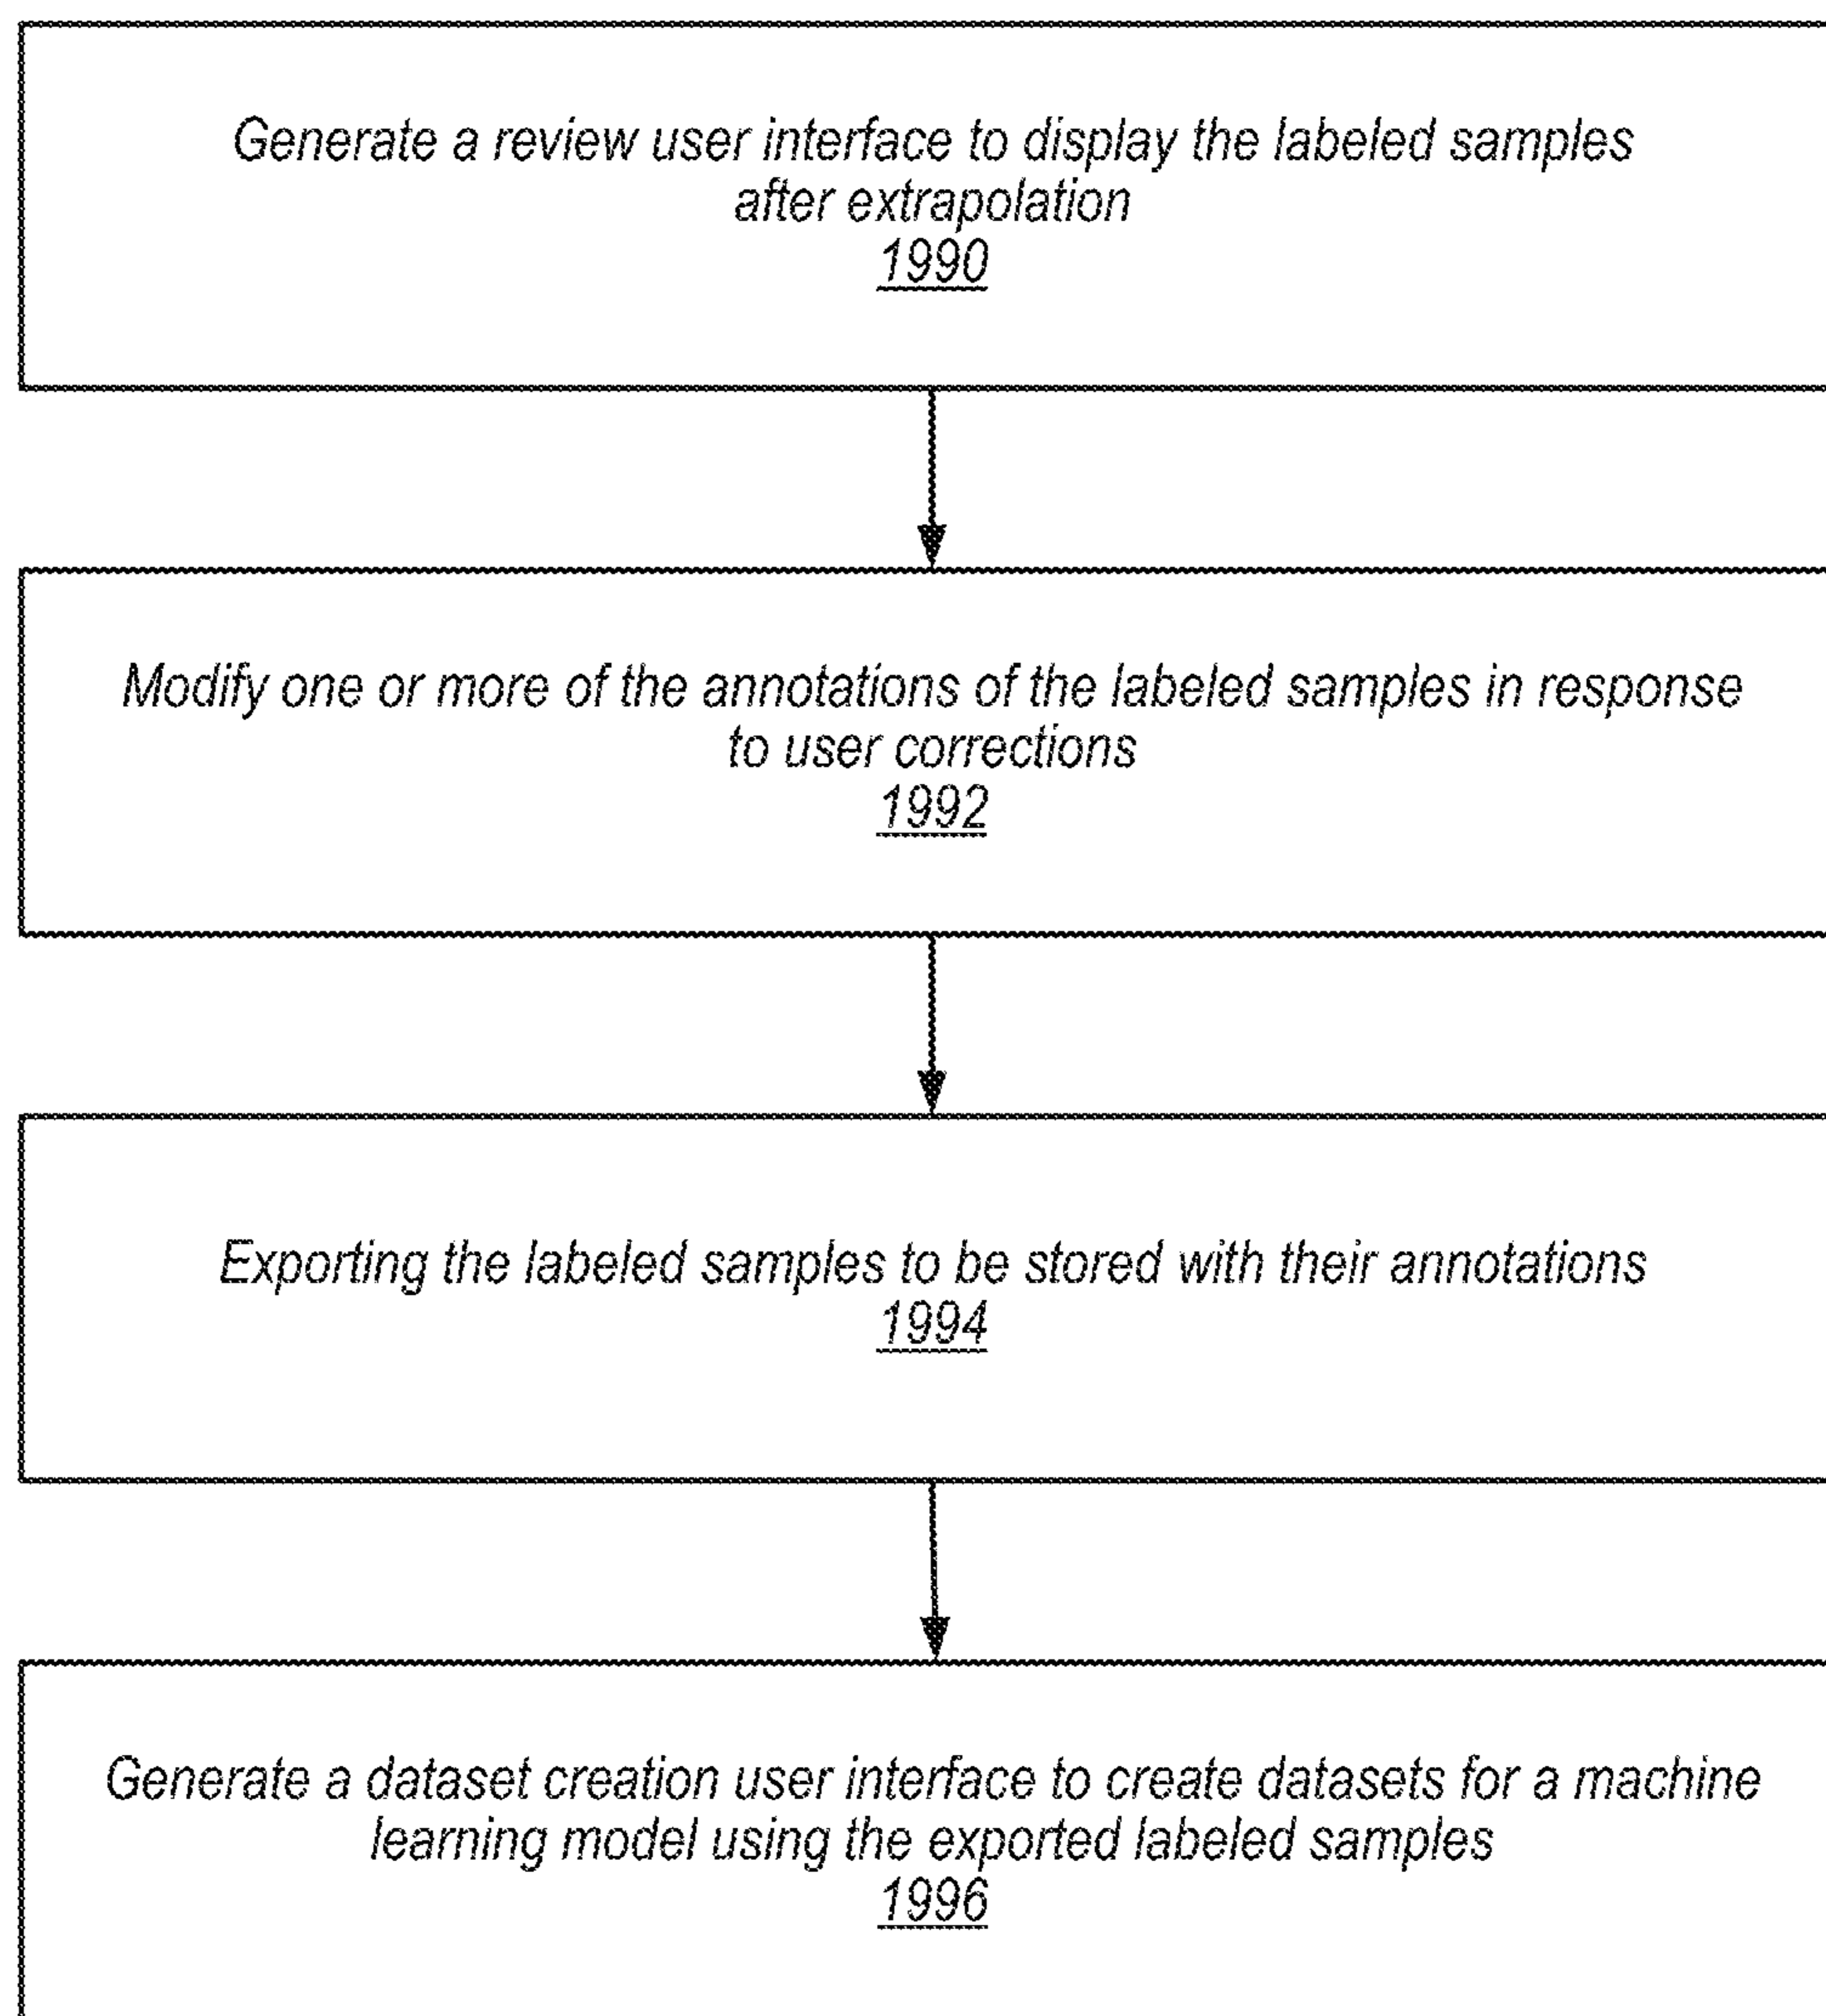 Generate a review user interface to display the labeled samples
after extrapolation
1990
Modify one or more of the annotations of the labeled samples in response
to user corrections
1992
Exporting the labeled samples to be stored with their annotations
1994
Generate a dataset creation user interface to create datasets for a machine
learning model using the exported labeled samples
1996